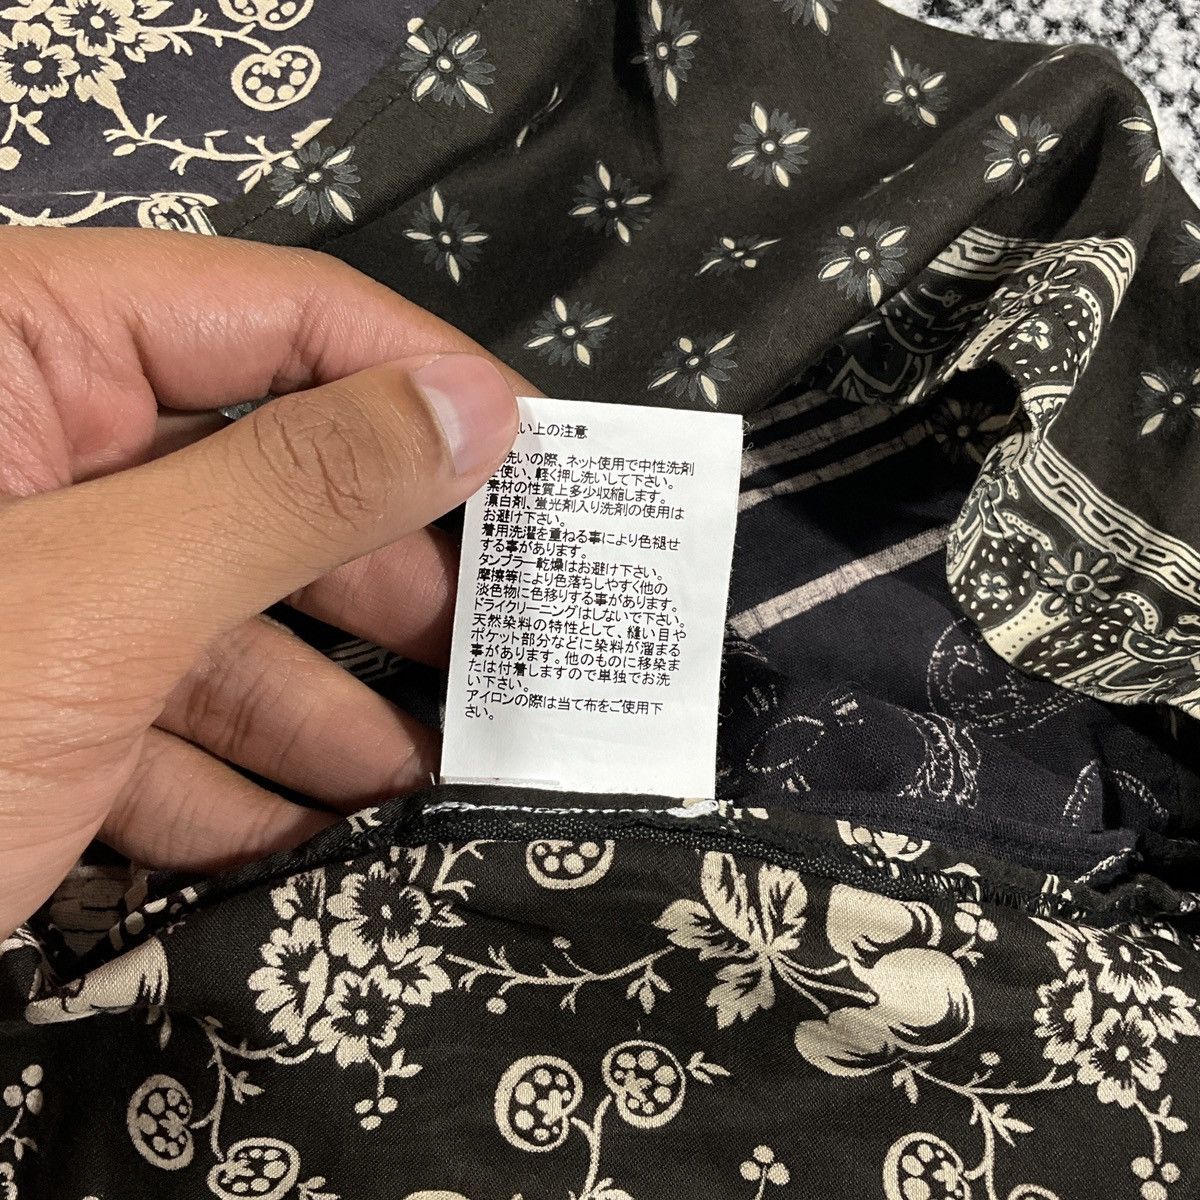 い上の注意
洗いの際、ネット使用で中性洗剤
を使い、軽く押し洗いして下さい。
素材の性質上多少収縮します。
漂白剤、蛍光剤入り洗剤の使用は
お避け下さい。
着用洗濯を重ねる事により色褪せ
する事があります。
タンブラー乾燥はお避け下さい。
摩擦等により色落ちしやすく他の
淡色物に色移りする事があります。
ドライクリーニングはしないで下さい。
天然染料の特性として、縫い目や
ポケット部分などに染料が溜まる
事があります。他のものに移染ま
たは付着しますので単独でお洗
い下さい。
アイロンの際は当て布をご使用下
さい。